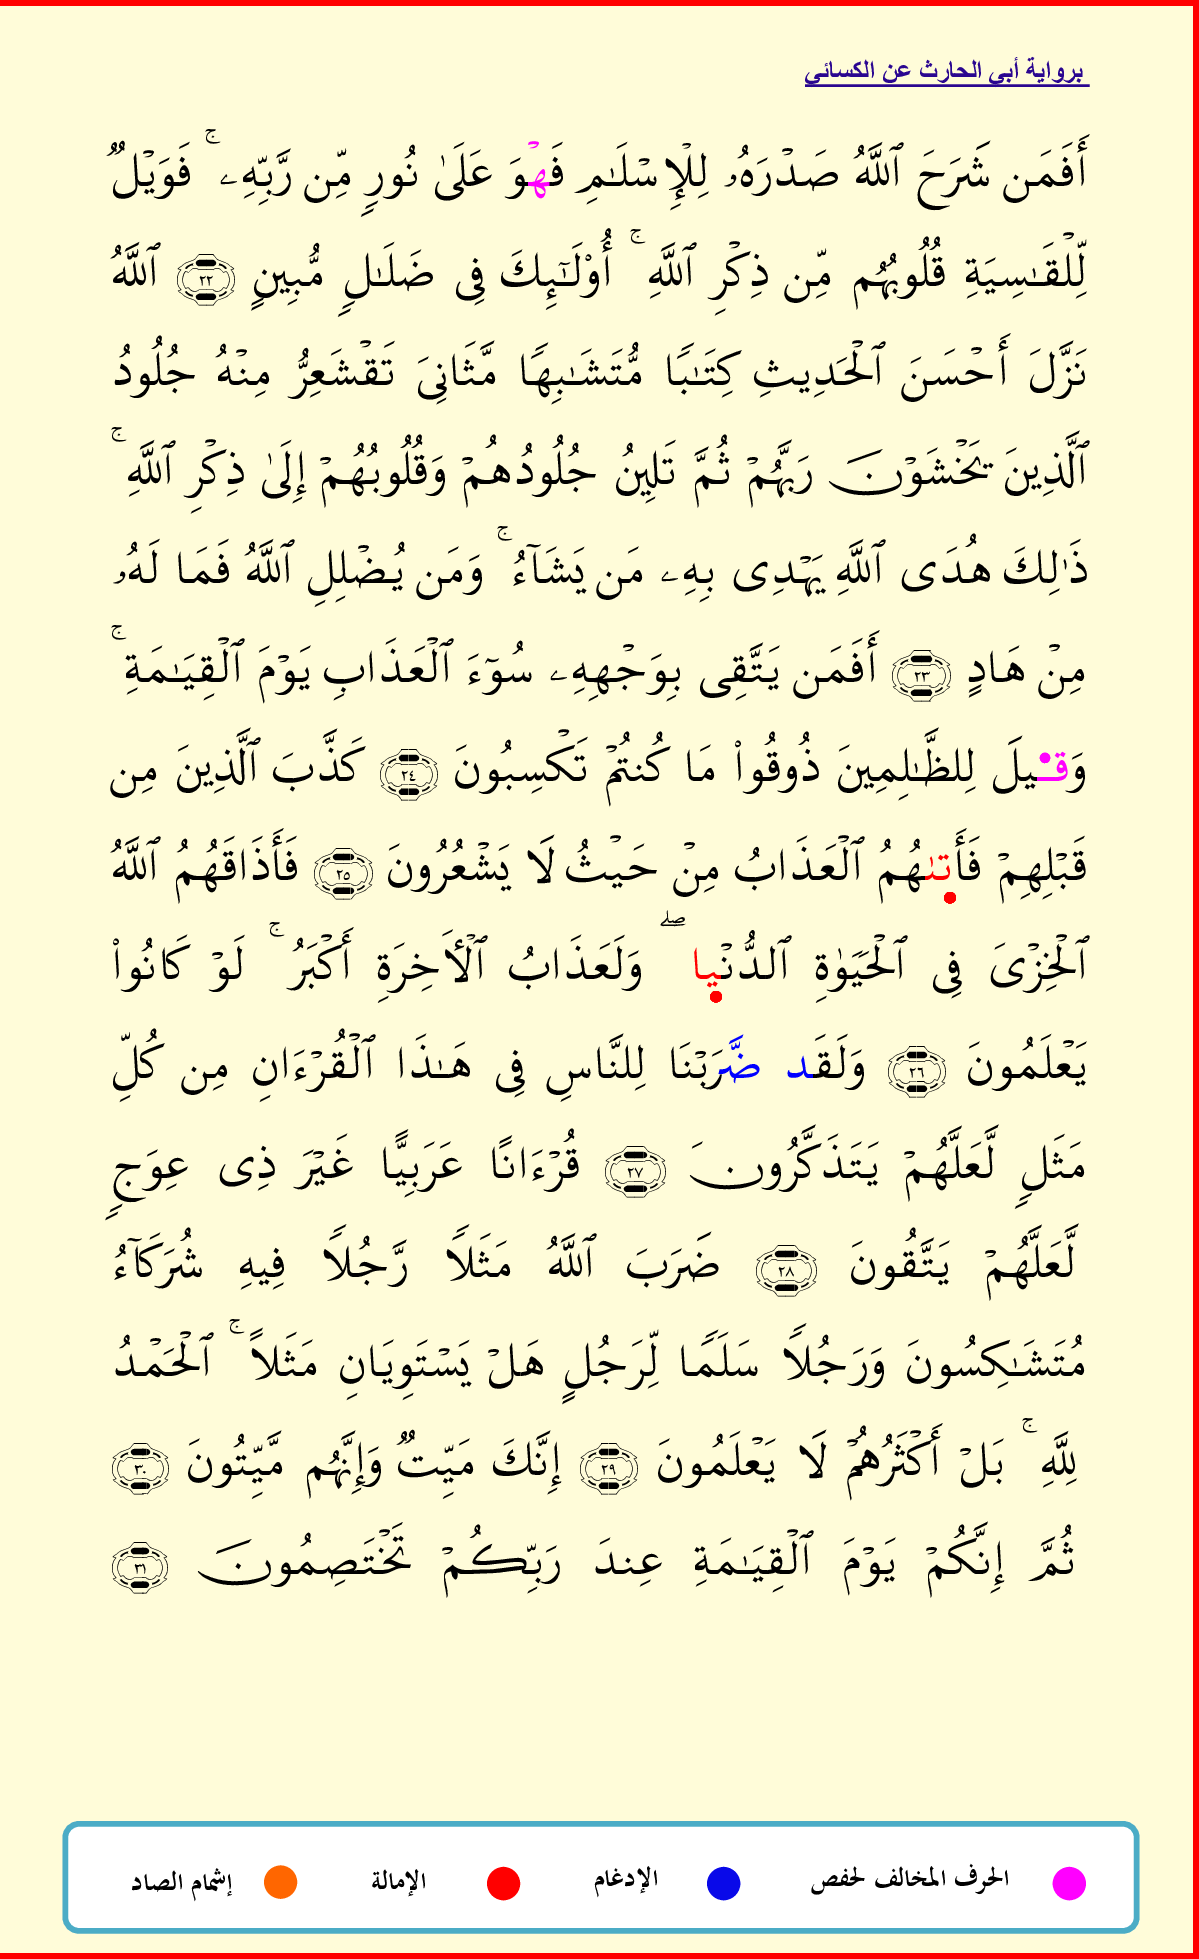 برواية أبي الحارث عن الكسائي
أَفَمَن شَرَحَ ٱللَّهُ صَدْرَهُۥ لِلْإِسْلَٰمِ فَهْوَ عَلَىٰ نُورٍ مِّن رَّبِّهِۦ ۚ فَوَيْلٌ
لِّلْقَٰسِيَةِ قُلُوبُهُم مِّن ذِكْرِ ٱللَّهِ ۚ أُوْلَٰٓئِكَ فِى ضَلَٰلٍ مُّبِينٍ ٢٢ ٱللَّهُ
نَزَّلَ أَحْسَنَ ٱلْحَدِيثِ كِتَٰبًا مُّتَشَٰبِهًا مَّثَانِىَ تَقْشَعِرُّ مِنْهُ جُلُودُ
ٱلَّذِينَ يَخْشَوْنَ رَبَّهُمْ ثُمَّ تَلِينُ جُلُودُهُمْ وَقُلُوبُهُمْ إِلَىٰ ذِكْرِ ٱللَّهِ ۚ
ذَٰلِكَ هُدَى ٱللَّهِ يَهْدِى بِهِۦ مَن يَشَآءُ ۚ وَمَن يُضْلِلِ ٱللَّهُ فَمَا لَهُۥ
مِنْ هَادٍ ٢٣ أَفَمَن يَتَّقِى بِوَجْهِهِۦ سُوٓءَ ٱلْعَذَابِ يَوْمَ ٱلْقِيَٰمَةِ ۚ
وَقِيلَ لِلظَّٰلِمِينَ ذُوقُوا۟ مَا كُنتُمْ تَكْسِبُونَ ٢٤ كَذَّبَ ٱلَّذِينَ مِن
قَبْلِهِمْ فَأَتَىٰهُمُ ٱلْعَذَابُ مِنْ حَيْثُ لَا يَشْعُرُونَ ٢٥ فَأَذَاقَهُمُ ٱللَّهُ
ٱلْخِزْىَ فِى ٱلْحَيَوٰةِ ٱلدُّنْيا ۖ وَلَعَذَابُ ٱلْأَخِرَةِ أَكْبَرُ ۚ لَوْ كَانُوا۟
يَعْلَمُونَ ٢٦ وَلَقَد ضَّرَبْنَا لِلنَّاسِ فِى هَٰذَا ٱلْقُرْءَانِ مِن كُلِّ
مَثَلٍ لَّعَلَّهُمْ يَتَذَكَّرُونَ ٢٧ قُرْءَانًا عَرَبِيًّا غَيْرَ ذِى عِوَجٍ
لَّعَلَّهُمْ يَتَّقُونَ ٢٨ ضَرَبَ ٱللَّهُ مَثَلًا رَّجُلًا فِيهِ شُرَكَآءُ
مُتَشَٰكِسُونَ وَرَجُلًا سَلَمًا لِّرَجُلٍ هَلْ يَسْتَوِيَانِ مَثَلًا ۚ ٱلْحَمْدُ
لِلَّهِ ۚ بَلْ أَكْثَرُهُمْ لَا يَعْلَمُونَ ٢٩ إِنَّكَ مَيِّتٌ وَإِنَّهُم مَّيِّتُونَ ٣٠
ثُمَّ إِنَّكُمْ يَوْمَ ٱلْقِيَٰمَةِ عِندَ رَبِّكُمْ تَخْتَصِمُونَ ٣١
الحرف المخالف لحفص الإدغام الإمالة إشمام الصاد